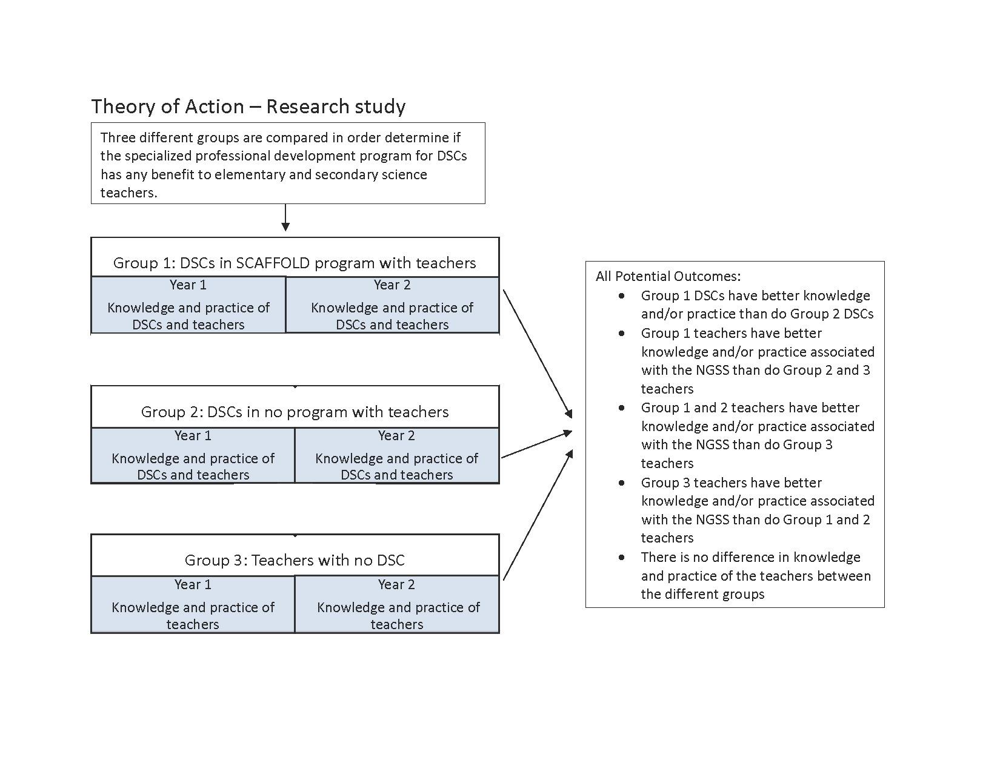 Theory of Action – Research study
Three different groups are compared in order determine if
the specialized professional development program for DSCs
has any benefit to elementary and secondary science
teachers.
Group 1: DSCs in SCAFFOLD program with teachers
Year 1
Knowledge and practice of
DSCs and teachers
Year 2
Knowledge and practice of
DSCs and teachers
Group 2: DSCs in no program with teachers
Year 1
Knowledge and practice of
DSCs and teachers
Year 2
Knowledge and practice of
DSCs and teachers
Group 3: Teachers with no DSC
Year 1
Knowledge and practice of
teachers
Year 2
Knowledge and practice of
teachers
All Potential Outcomes:
• Group 1 DSCs have better knowledge
and/or practice than do Group 2 DSCs
• Group 1 teachers have better
knowledge and/or practice associated
with the NGSS than do Group 2 and 3
teachers
• Group 1 and 2 teachers have better
knowledge and/or practice associated
with the NGSS than do Group 3
teachers
• Group 3 teachers have better
knowledge and/or practice associated
with the NGSS than do Group 1 and 2
teachers
• There is no difference in knowledge
and practice of the teachers between
the different groups